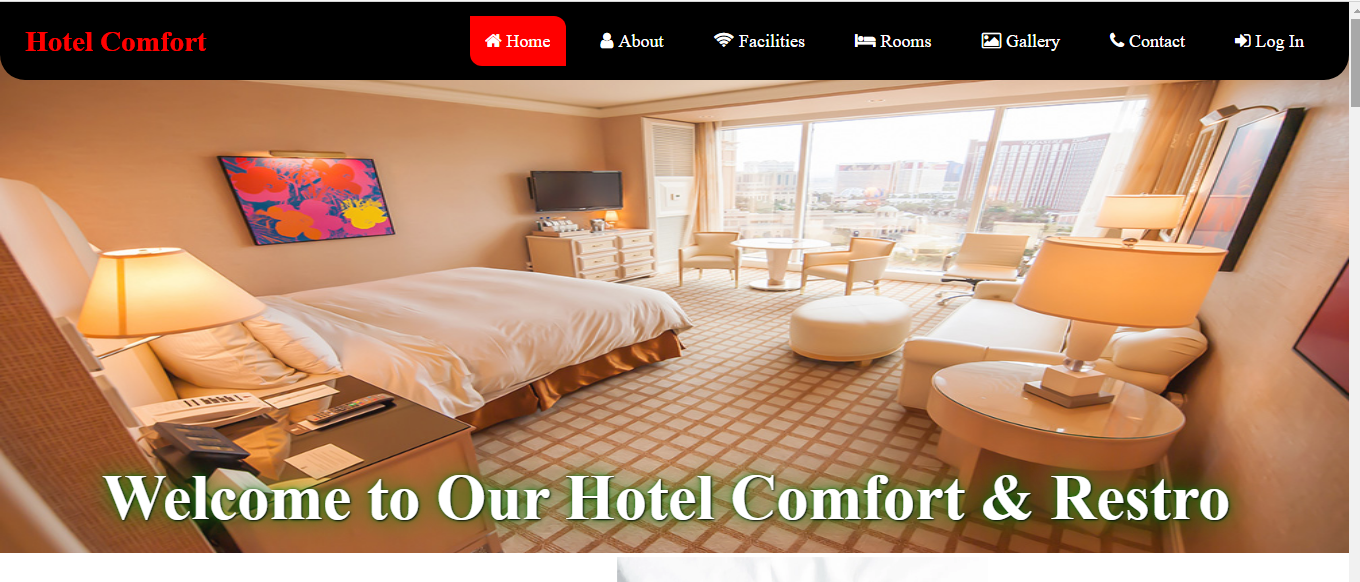 Hotel Comfort
Home
About
Facilities
Rooms
Gallery
Contact
Log In
Welcome to Our Hotel Comfort & Restro